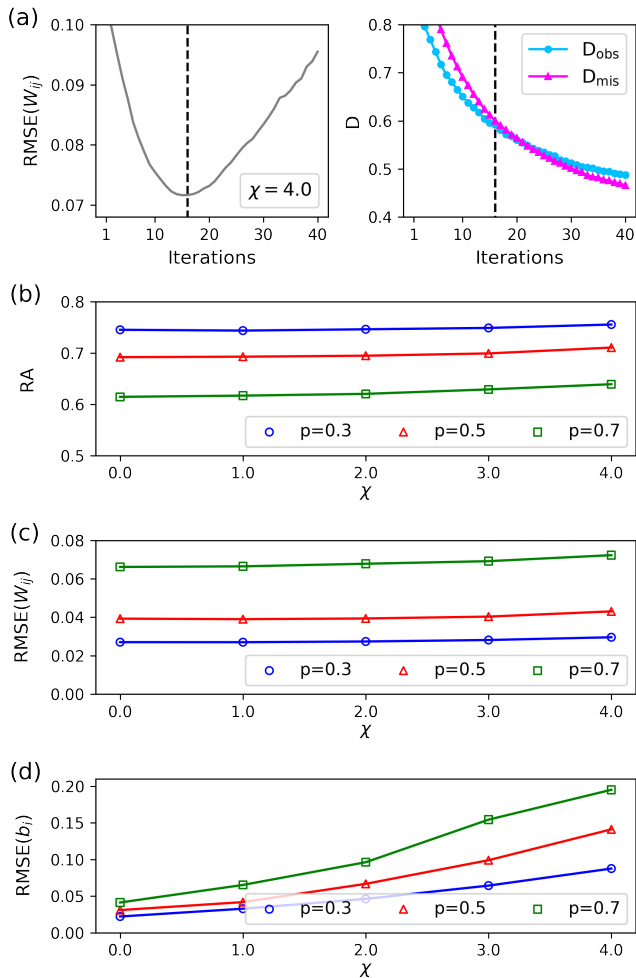 (a)
0.10
0.09
0.08
0.07
RMSE(W_ij)
χ = 4.0
1 10 20 30 40
Iterations
0.8
0.7
0.6
0.5
0.4
D
D_obs
D_mis
1 10 20 30 40
Iterations
(b)
0.8
0.7
0.6
0.5
RA
p=0.3 p=0.5 p=0.7
0.0 1.0 2.0 3.0 4.0
χ
(c)
0.08
0.06
0.04
0.02
0.00
RMSE(W_ij)
p=0.3 p=0.5 p=0.7
0.0 1.0 2.0 3.0 4.0
χ
(d)
0.20
0.15
0.10
0.05
0.00
RMSE(b_i)
p=0.3 p=0.5 p=0.7
0.0 1.0 2.0 3.0 4.0
χ